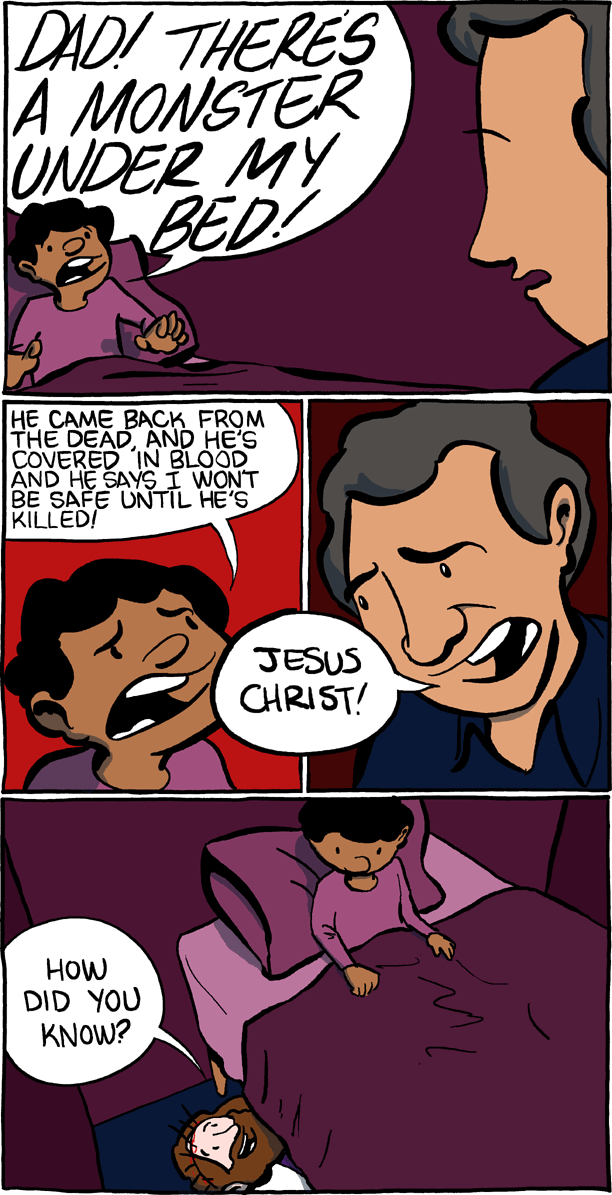 DAD! THERE'S
A MONSTER
UNDER MY
BED!
HE CAME BACK FROM
THE DEAD, AND HE'S
COVERED IN BLOOD
AND HE SAYS I WON'T
BE SAFE UNTIL HE'S
KILLED!
JESUS
CHRIST!
HOW
DID YOU
KNOW?